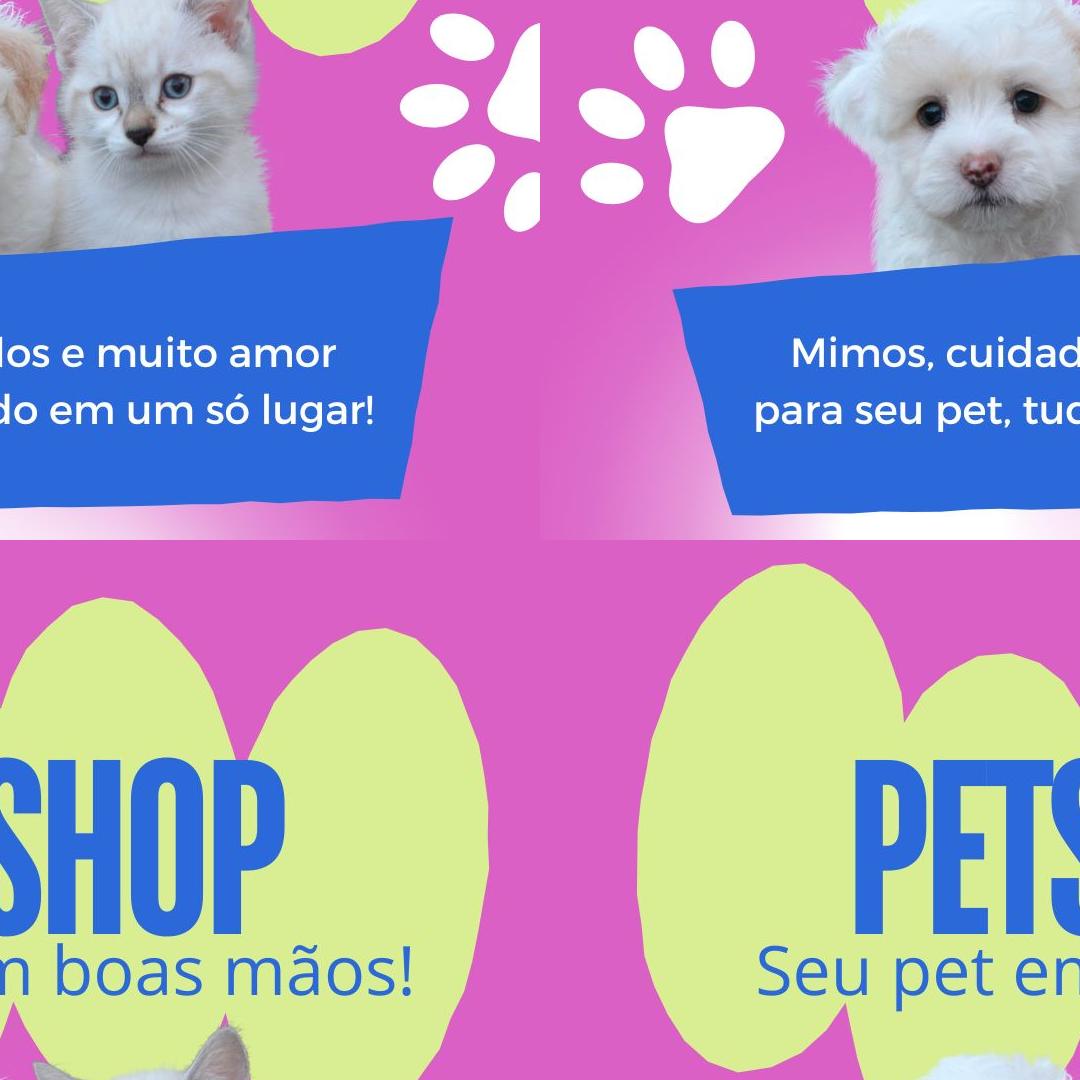 dos e muito amor
do em um só lugar!
Mimos, cuidad
para seu pet, tud
SHOP
m boas mãos!
PETS
Seu pet em